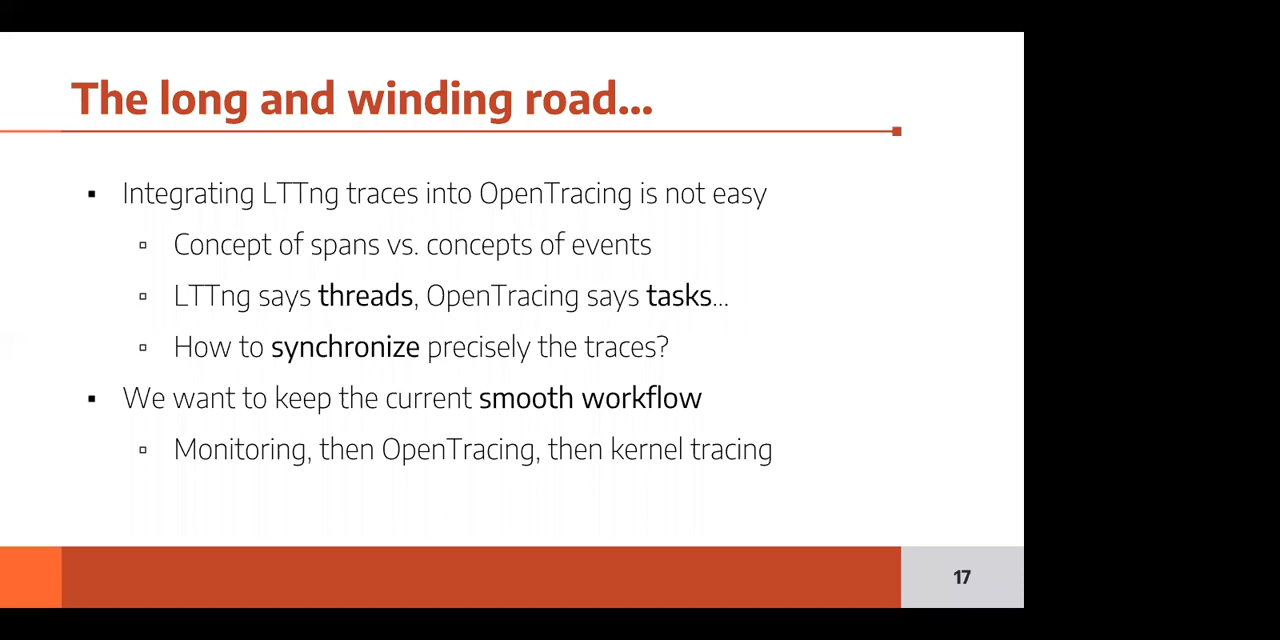 The long and winding road...
▪ Integrating LTTng traces into OpenTracing is not easy
▫ Concept of spans vs. concepts of events
▫ LTTng says threads, OpenTracing says tasks...
▫ How to synchronize precisely the traces?
▪ We want to keep the current smooth workflow
▫ Monitoring, then OpenTracing, then kernel tracing
17